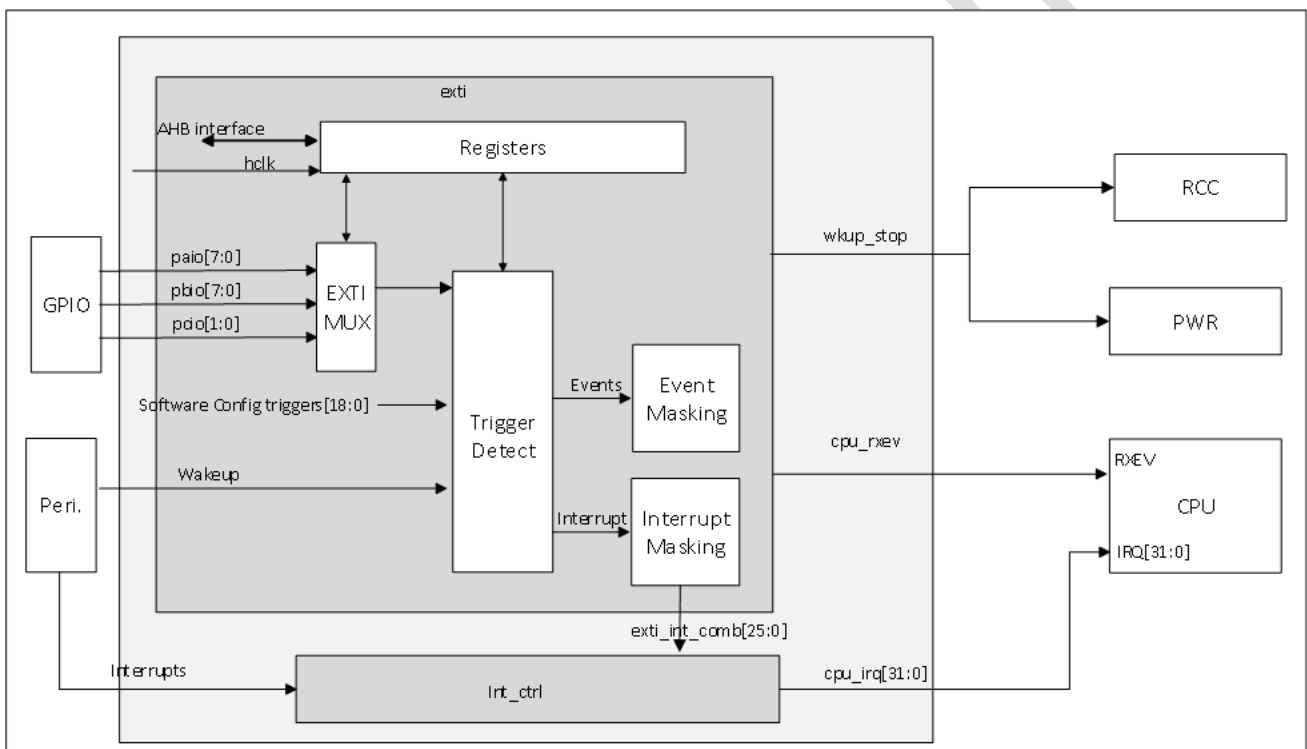 exti
AHB interface
Registers
hclk
RCC
wkup_stop
paio[7:0]
EXTI
MUX
GPIO
pbio[7:0]
pcio[1:0]
PWR
Events
Event
Masking
Software Config triggers[18:0]
Trigger
Detect
cpu_rxev
RXEV
Wakeup
Peri.
CPU
Interrupt
Interrupt
Masking
IRQ[31:0]
exti_int_comb[25:0]
Interrupts
Int_ctrl
cpu_irq[31:0]